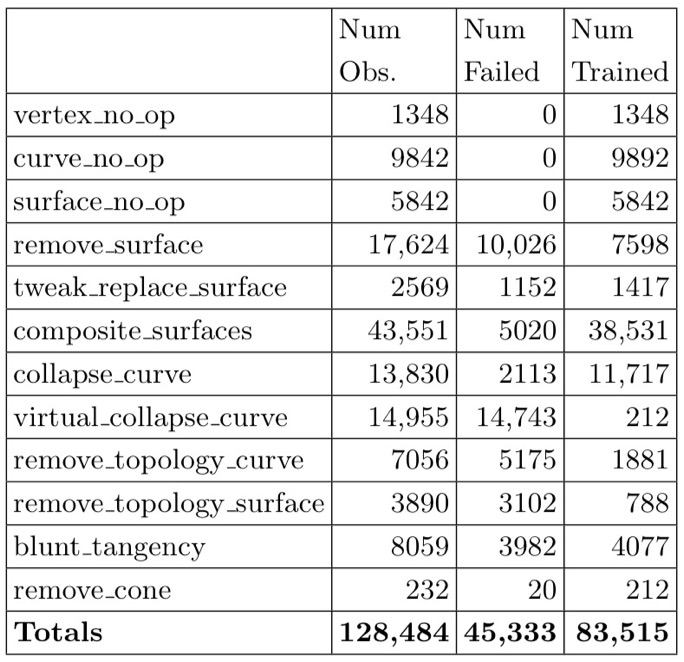 Num Num Num
Obs. Failed Trained
vertex_no_op 1348 0 1348
curve_no_op 9842 0 9892
surface_no_op 5842 0 5842
remove_surface 17,624 10,026 7598
tweak_replace_surface 2569 1152 1417
composite_surfaces 43,551 5020 38,531
collapse_curve 13,830 2113 11,717
virtual_collapse_curve 14,955 14,743 212
remove_topology_curve 7056 5175 1881
remove_topology_surface 3890 3102 788
blunt_tangency 8059 3982 4077
remove_cone 232 20 212
Totals 128,484 45,333 83,515